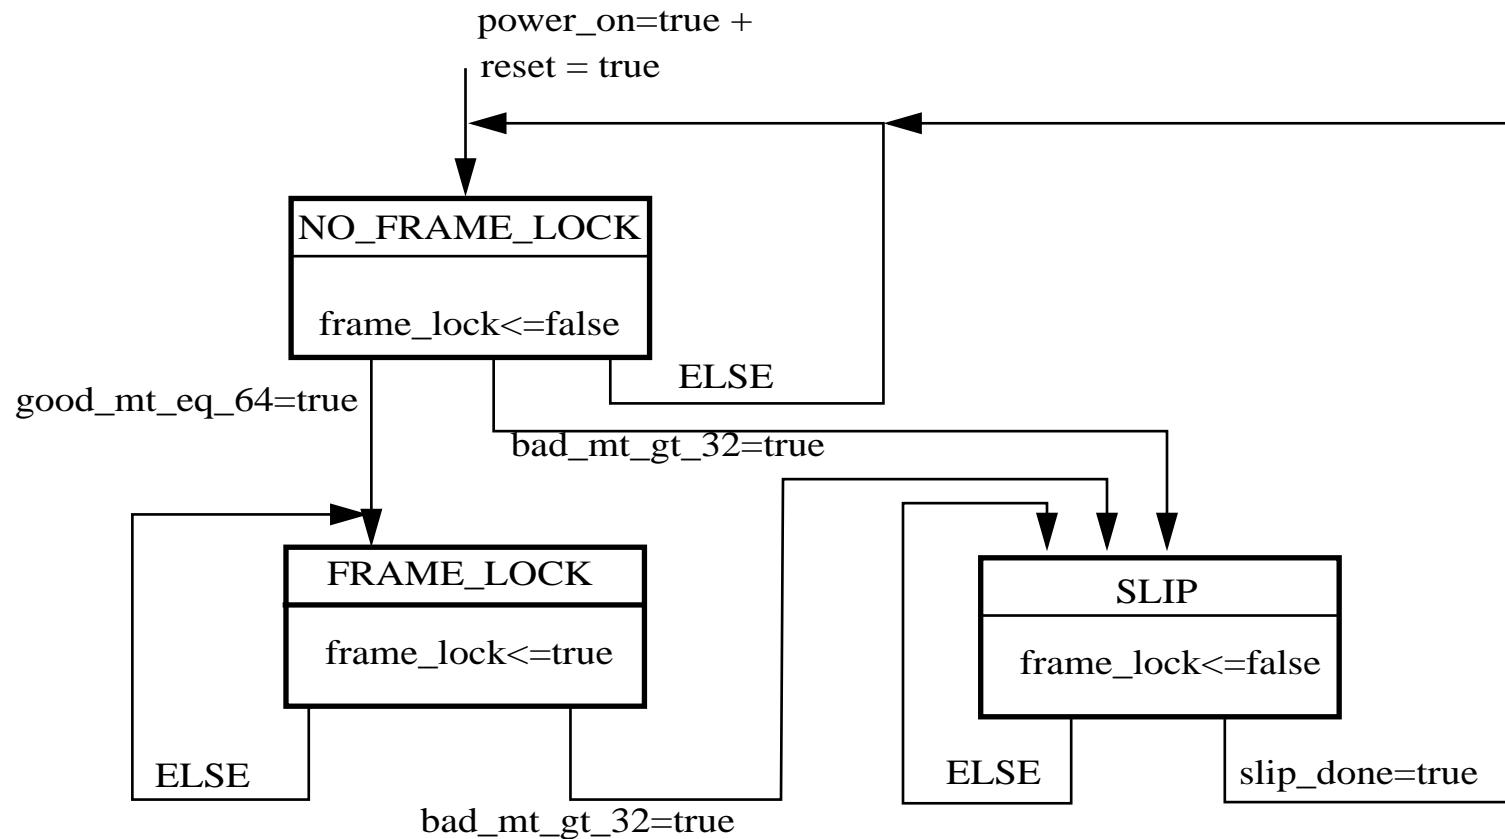 power_on=true +
reset = true
NO_FRAME_LOCK
frame_lock<=false
ELSE
good_mt_eq_64=true
bad_mt_gt_32=true
FRAME_LOCK
frame_lock<=true
ELSE
bad_mt_gt_32=true
SLIP
frame_lock<=false
ELSE
slip_done=true